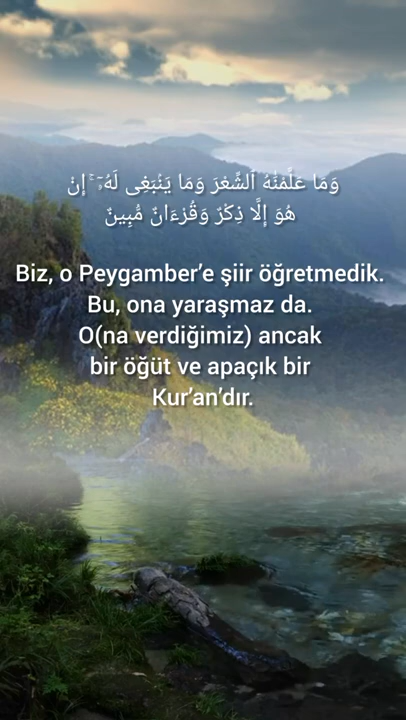 وَمَا عَلَّمْنَٰهُ ٱلشِّعْرَ وَمَا يَنۢبَغِى لَهُۥٓ ۚ إِنْ
هُوَ إِلَّا ذِكْرٌ وَقُرْءَانٌ مُّبِينٌ
Biz, o Peygamber’e şiir öğretmedik.
Bu, ona yaraşmaz da.
O(na verdiğimiz) ancak
bir öğüt ve apaçık bir
Kur’an’dır.